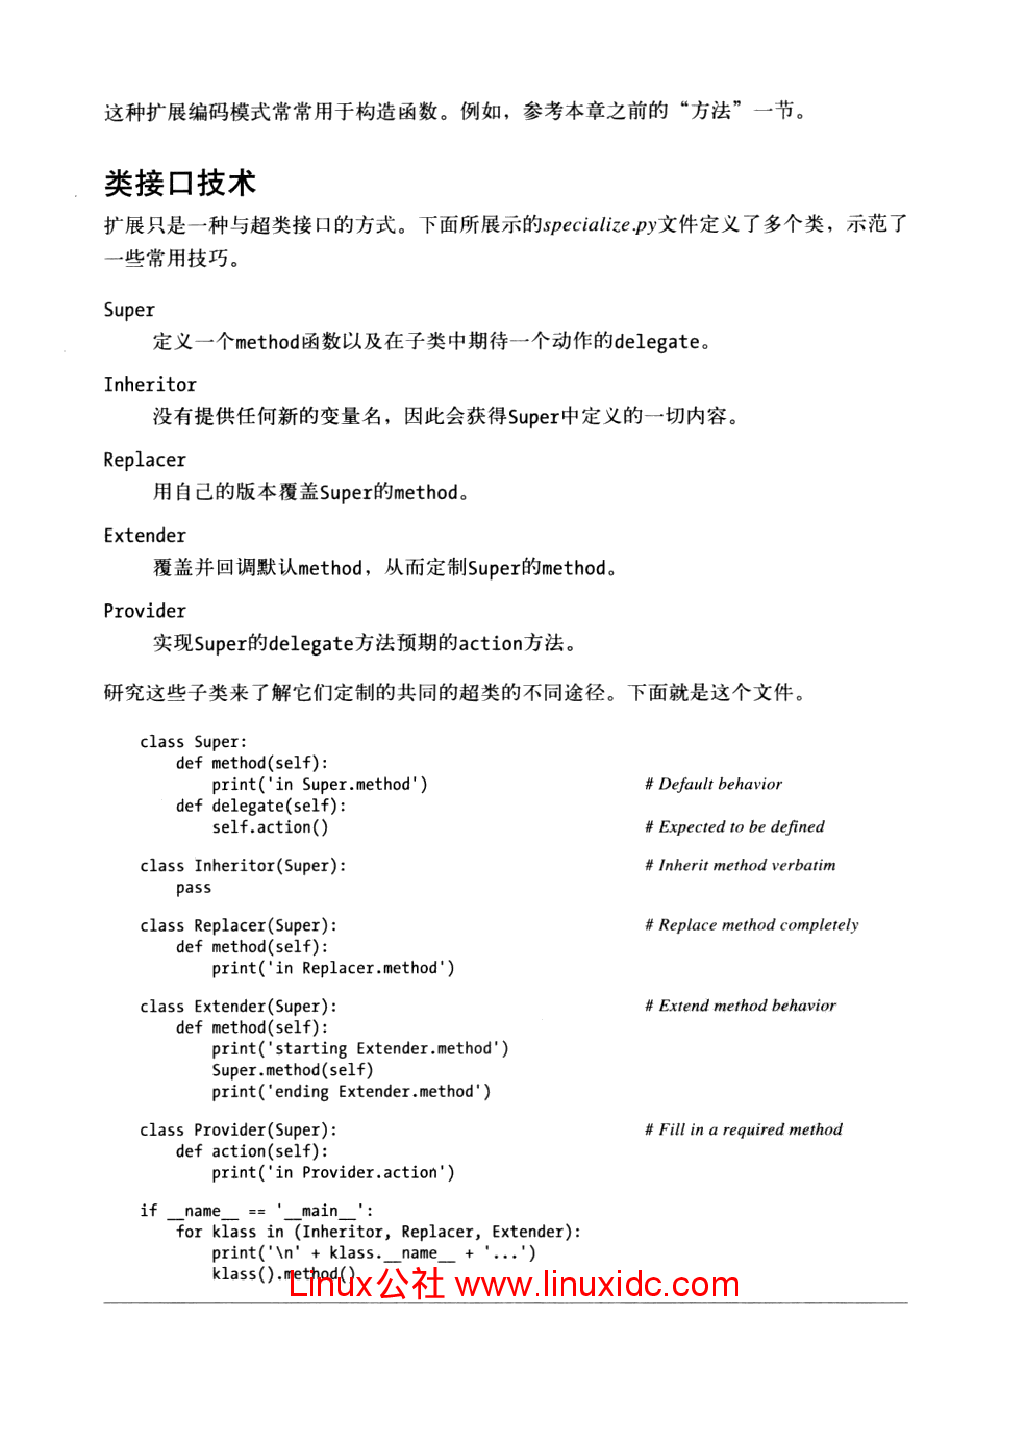 这种扩展编码模式常常用于构造函数。例如，参考本章之前的“方法”一节。
类接口技术
扩展只是一种与超类接口的方式。下面所展示的specialize.py文件定义了多个类，示范了
一些常用技巧。
Super
定义一个method函数以及在子类中期待一个动作的delegate。
Inheritor
没有提供任何新的变量名，因此会获得Super中定义的一切内容。
Replacer
用自己的版本覆盖Super的method。
Extender
覆盖并回调默认method，从而定制Super的method。
Provider
实现Super的delegate方法预期的action方法。
研究这些子类来了解它们定制的共同的超类的不同途径。下面就是这个文件。
class Super:
    def method(self):
        print('in Super.method')    # Default behavior
    def delegate(self):
        self.action()    # Expected to be defined
class Inheritor(Super):    # Inherit method verbatim
    pass
class Replacer(Super):    # Replace method completely
    def method(self):
        print('in Replacer.method')
class Extender(Super):    # Extend method behavior
    def method(self):
        print('starting Extender.method')
        Super.method(self)
        print('ending Extender.method')
class Provider(Super):    # Fill in a required method
    def action(self):
        print('in Provider.action')
if __name__ == '__main__':
    for klass in (Inheritor, Replacer, Extender):
        print('\n' + klass.__name__ + '...')
        klass().method()
Linux公社 www.linuxidc.com